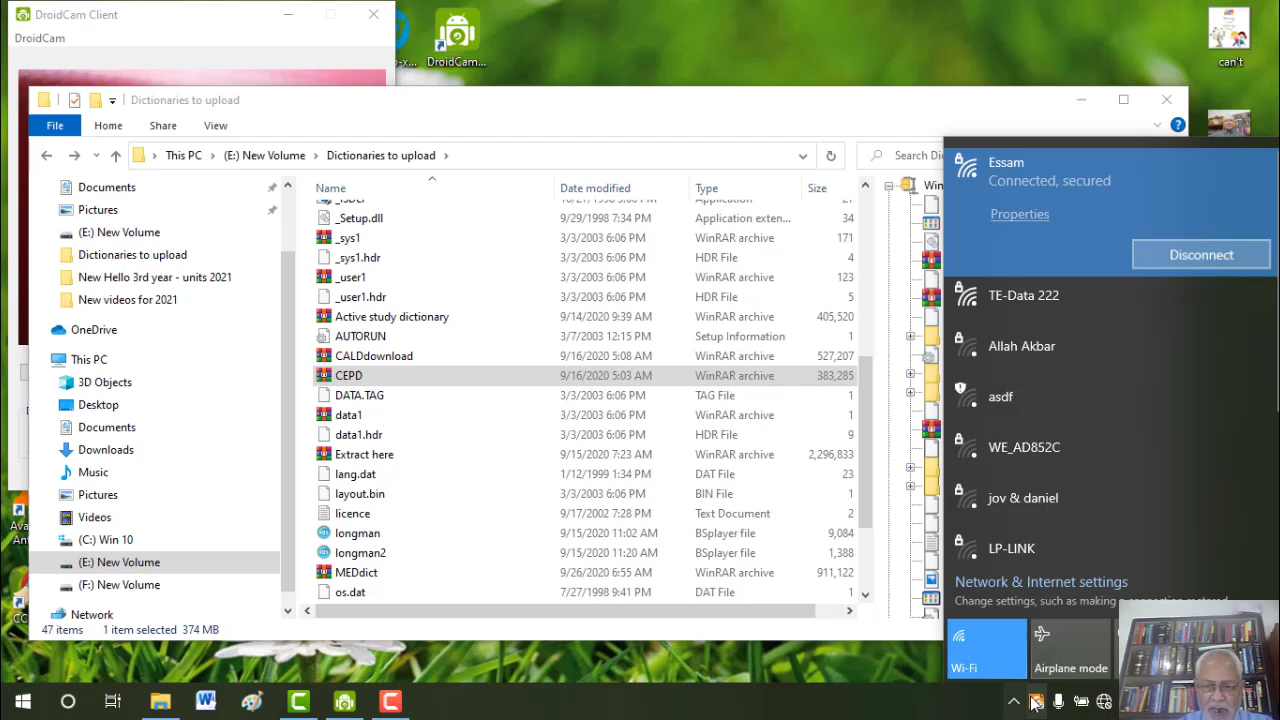 DroidCam Client
DroidCam
DroidCam...
can't
Dictionaries to upload
File Home Share View
This PC (E:) New Volume Dictionaries to upload
Documents
Pictures
(E:) New Volume
Dictionaries to upload
New Hello 3rd year - units 2021
New videos for 2021
OneDrive
This PC
3D Objects
Desktop
Documents
Downloads
Music
Pictures
Videos
(C:) Win 10
(E:) New Volume
(F:) New Volume
Network
47 items 1 item selected 374 MB
Name Date modified Type Size
_Setup.dll 9/29/1998 7:34 PM Application exten... 34
_sys1 3/3/2003 6:06 PM WinRAR archive 171
_sys1.hdr 3/3/2003 6:06 PM HDR File 4
_user1 3/3/2003 6:06 PM WinRAR archive 123
_user1.hdr 3/3/2003 6:06 PM HDR File 5
Active study dictionary 9/14/2020 9:39 AM WinRAR archive 405,520
AUTORUN 3/7/2003 12:15 PM Setup Information 1
CALDdownload 9/16/2020 5:08 AM WinRAR archive 527,207
CEPD 9/16/2020 5:03 AM WinRAR archive 383,285
DATA.TAG 3/3/2003 6:06 PM TAG File 1
data1 3/3/2003 6:06 PM WinRAR archive 1
data1.hdr 3/3/2003 6:06 PM HDR File 9
Extract here 9/15/2020 7:23 AM WinRAR archive 2,296,833
lang.dat 1/12/1999 1:34 PM DAT File 23
layout.bin 3/3/2003 6:06 PM BIN File 1
licence 9/17/2002 7:28 PM Text Document 2
longman 9/15/2020 11:02 AM BSplayer file 9,084
longman2 9/15/2020 11:20 AM BSplayer file 1,388
MEDdict 9/26/2020 6:55 AM WinRAR archive 911,122
os.dat 7/27/1998 9:41 PM DAT File 1
Essam
Connected, secured
Properties
Disconnect
TE-Data 222
Allah Akbar
asdf
WE_AD852C
jov & daniel
LP-LINK
Network & Internet settings
Change settings, such as making a connection metered.
Wi-Fi
Airplane mode